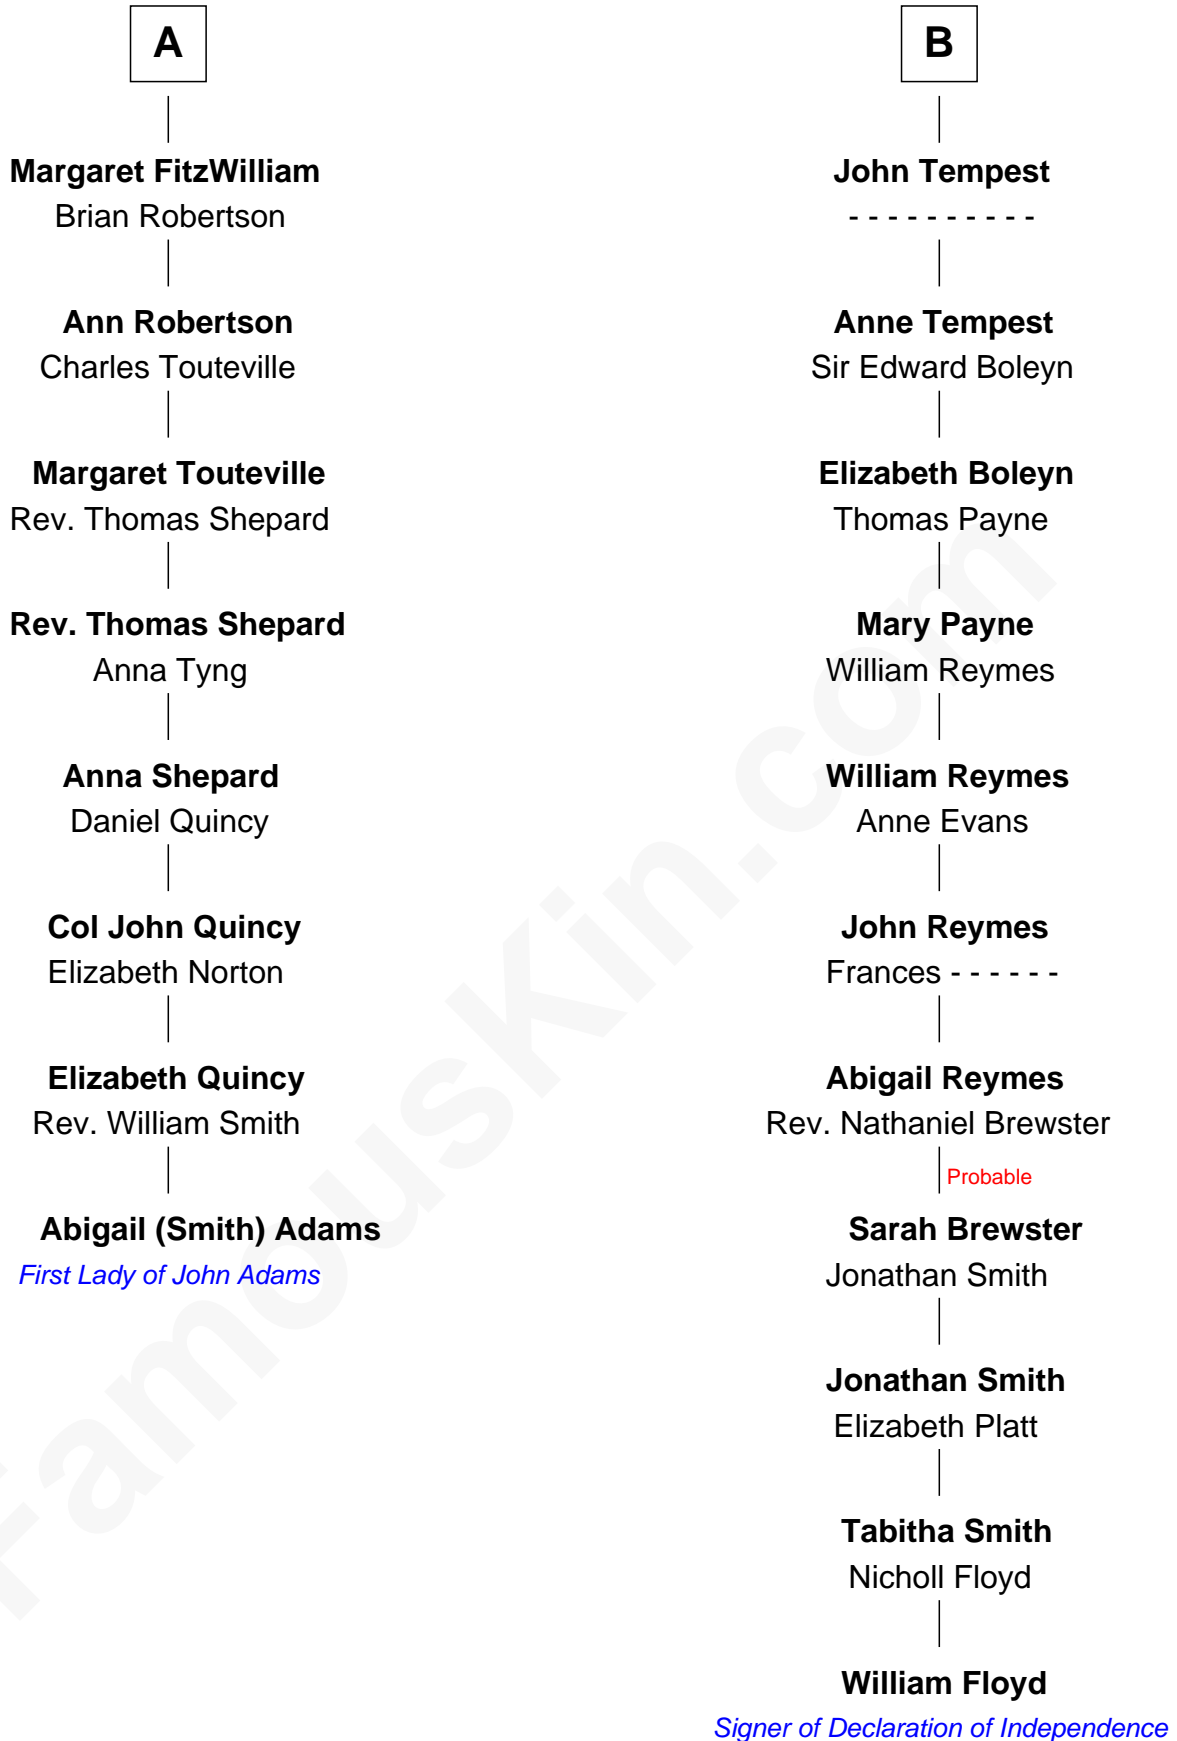 A
Margaret FitzWilliam
Brian Robertson
Ann Robertson
Charles Touteville
Margaret Touteville
Rev. Thomas Shepard
Rev. Thomas Shepard
Anna Tyng
Anna Shepard
Daniel Quincy
Col John Quincy
Elizabeth Norton
Elizabeth Quincy
Rev. William Smith
Abigail (Smith) Adams
First Lady of John Adams
B
John Tempest
- - - - - - - - - -
Anne Tempest
Sir Edward Boleyn
Elizabeth Boleyn
Thomas Payne
Mary Payne
William Reymes
William Reymes
Anne Evans
John Reymes
Frances - - - - - -
Abigail Reymes
Rev. Nathaniel Brewster
Probable
Sarah Brewster
Jonathan Smith
Jonathan Smith
Elizabeth Platt
Tabitha Smith
Nicholl Floyd
William Floyd
Signer of Declaration of Independence
FamousKin.com